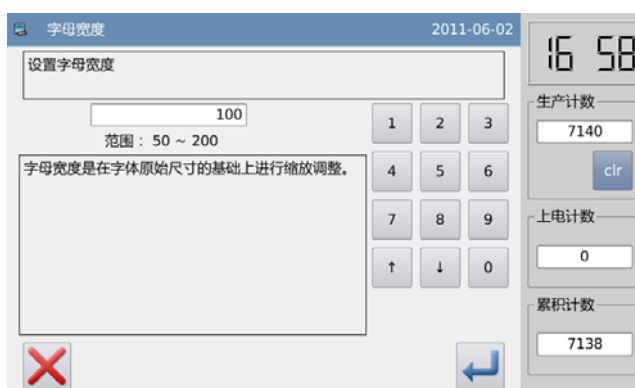 字母宽度 2011-06-02
16 58
设置字母宽度
100
范围： 50 ~ 200
字母宽度是在字体原始尺寸的基础上进行缩放调整。
1 2 3
4 5 6
7 8 9
↑ ↓ 0
生产计数
7140
clr
上电计数
0
累积计数
7138